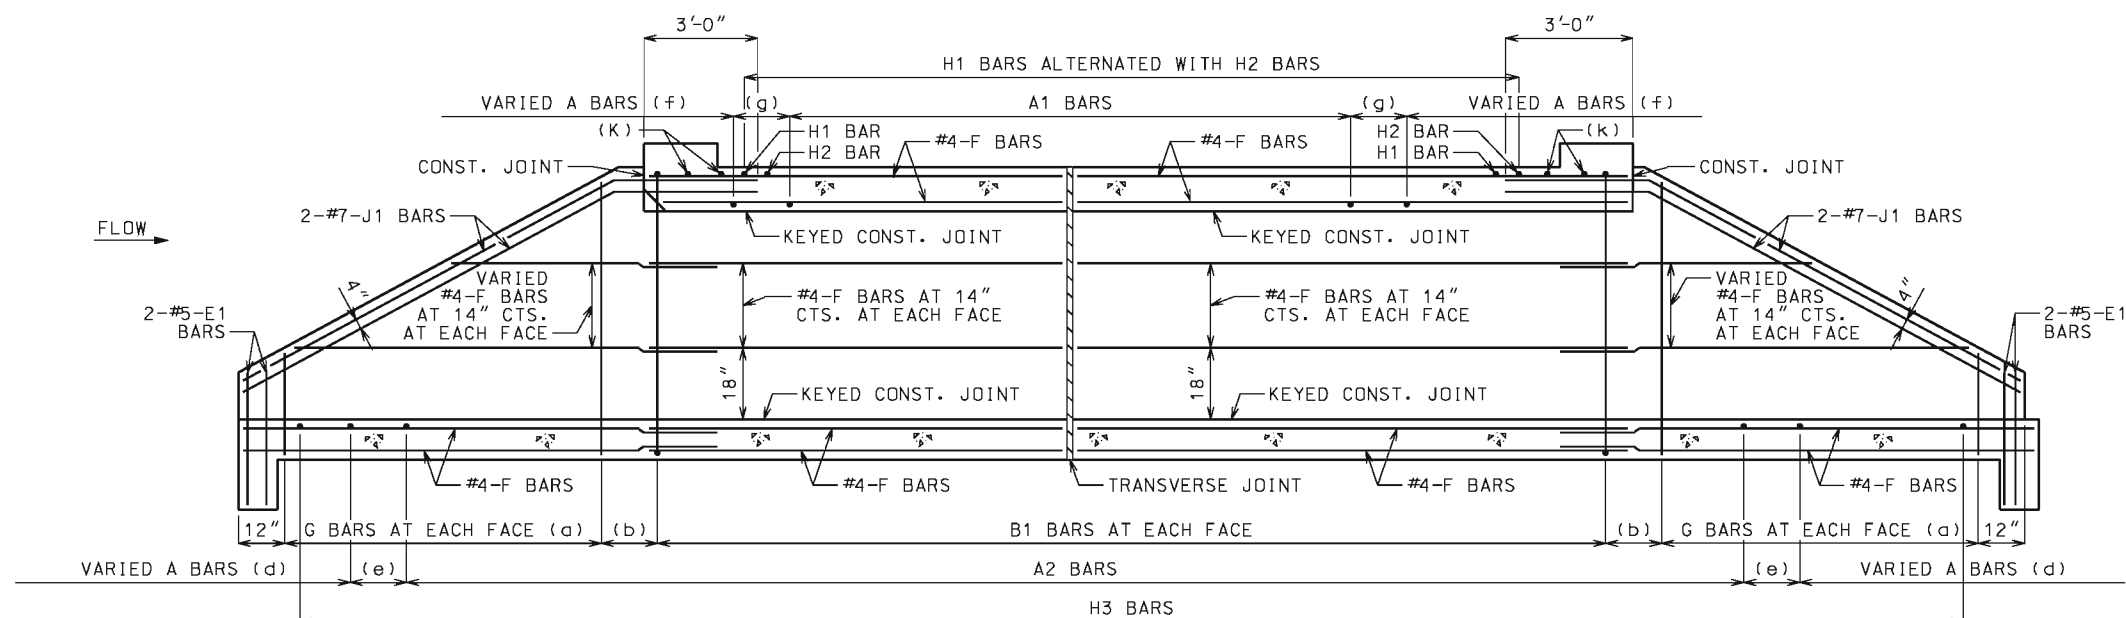 3'-0"
3'-0"
H1 BARS ALTERNATED WITH H2 BARS
VARIED A BARS (f)
(g)
A1 BARS
(g)
VARIED A BARS (f)
(K)
H1 BAR
H2 BAR
#4-F BARS
#4-F BARS
H2 BAR
H1 BAR
(k)
CONST. JOINT
CONST. JOINT
2-#7-J1 BARS
2-#7-J1 BARS
FLOW
KEYED CONST. JOINT
KEYED CONST. JOINT
VARIED
#4-F BARS
AT 14" CTS.
AT EACH FACE
#4-F BARS AT 14"
CTS. AT EACH FACE
#4-F BARS AT 14"
CTS. AT EACH FACE
VARIED
#4-F BARS
AT 14" CTS.
AT EACH FACE
4"
4"
2-#5-E1
BARS
2-#5-E1
BARS
18"
18"
KEYED CONST. JOINT
KEYED CONST. JOINT
#4-F BARS
#4-F BARS
TRANSVERSE JOINT
#4-F BARS
#4-F BARS
12"
G BARS AT EACH FACE (a)
(b)
B1 BARS AT EACH FACE
(b)
G BARS AT EACH FACE (a)
12"
VARIED A BARS (d)
(e)
A2 BARS
(e)
VARIED A BARS (d)
H3 BARS